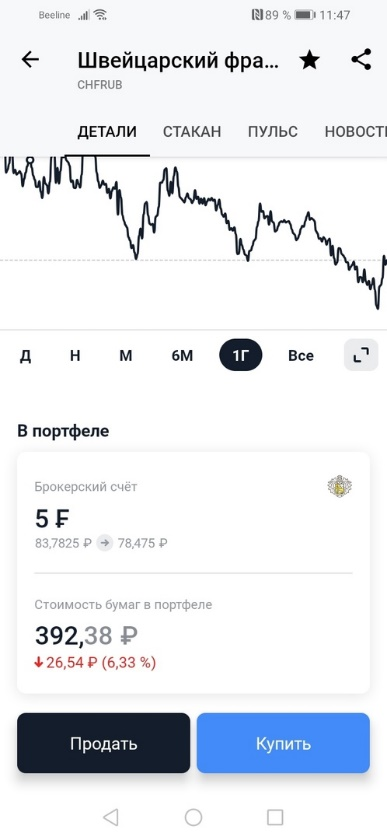 Beeline 89 % 11:47
Швейцарский фра...
CHFRUB
ДЕТАЛИ СТАКАН ПУЛЬС НОВОСТИ
Д Н М 6М 1Г Все
В портфеле
Брокерский счёт
5 ₣
83,7825 ₽ → 78,475 ₽
Стоимость бумаг в портфеле
392,38 ₽
↓ 26,54 ₽ (6,33 %)
Продать Купить